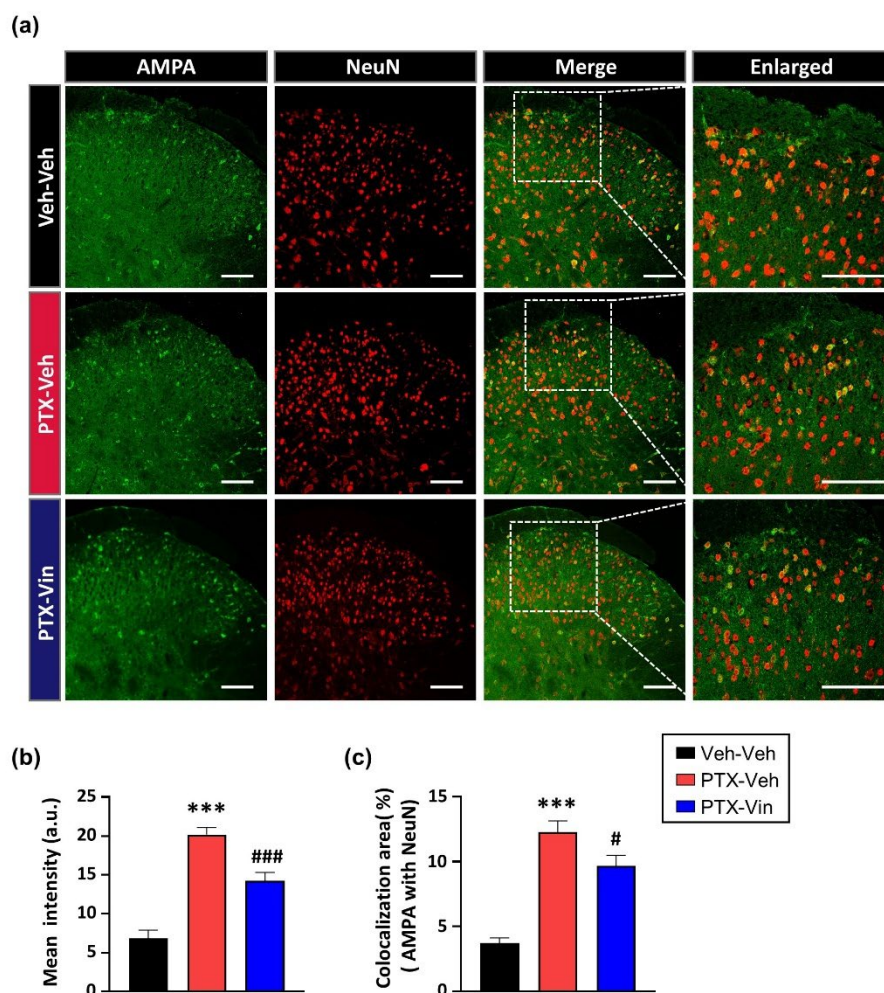 (a)
AMPA
NeuN
Merge
Enlarged
Veh-Veh
PTX-Veh
PTX-Vin
(b)
Mean intensity (a.u.)
25
20
15
10
5
0
***
###
(c)
Colocalization area(%)
( AMPA with NeuN)
15
10
5
0
***
#
Veh-Veh
PTX-Veh
PTX-Vin